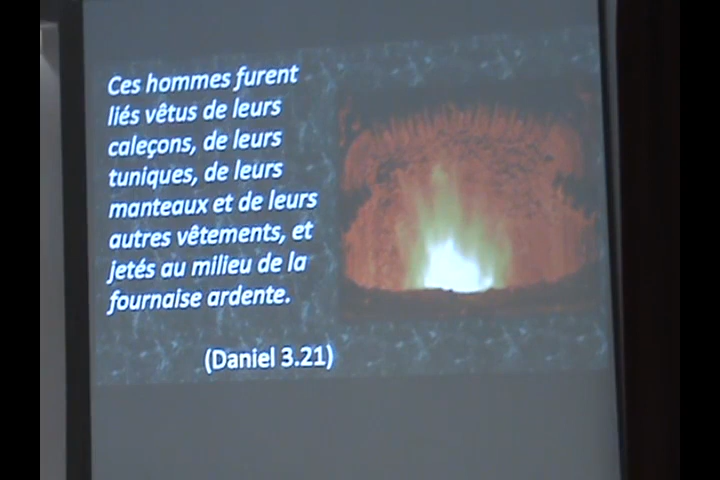 Ces hommes furent
liés vêtus de leurs
caleçons, de leurs
tuniques, de leurs
manteaux et de leurs
autres vêtements, et
jetés au milieu de la
fournaise ardente.
(Daniel 3.21)